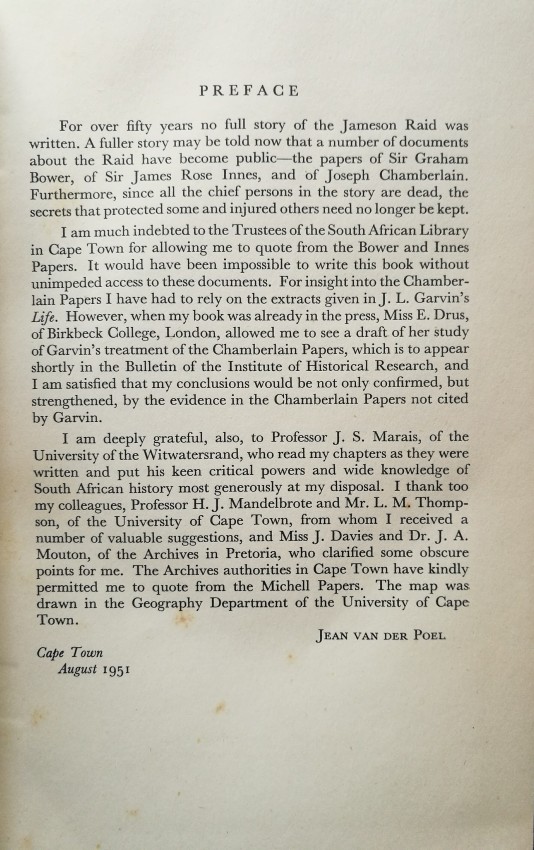 PREFACE
For over fifty years no full story of the Jameson Raid was
written. A fuller story may be told now that a number of documents
about the Raid have become public—the papers of Sir Graham
Bower, of Sir James Rose Innes, and of Joseph Chamberlain.
Furthermore, since all the chief persons in the story are dead, the
secrets that protected some and injured others need no longer be kept.
I am much indebted to the Trustees of the South African Library
in Cape Town for allowing me to quote from the Bower and Innes
Papers. It would have been impossible to write this book without
unimpeded access to these documents. For insight into the Chamber-
lain Papers I have had to rely on the extracts given in J. L. Garvin's
Life. However, when my book was already in the press, Miss E. Drus,
of Birkbeck College, London, allowed me to see a draft of her study
of Garvin's treatment of the Chamberlain Papers, which is to appear
shortly in the Bulletin of the Institute of Historical Research, and
I am satisfied that my conclusions would be not only confirmed, but
strengthened, by the evidence in the Chamberlain Papers not cited
by Garvin.
I am deeply grateful, also, to Professor J. S. Marais, of the
University of the Witwatersrand, who read my chapters as they were
written and put his keen critical powers and wide knowledge of
South African history most generously at my disposal. I thank too
my colleagues, Professor H. J. Mandelbrote and Mr. L. M. Thomp-
son, of the University of Cape Town, from whom I received a
number of valuable suggestions, and Miss J. Davies and Dr. J. A.
Mouton, of the Archives in Pretoria, who clarified some obscure
points for me. The Archives authorities in Cape Town have kindly
permitted me to quote from the Michell Papers. The map was
drawn in the Geography Department of the University of Cape
Town.
JEAN VAN DER POEL
Cape Town
August 1951